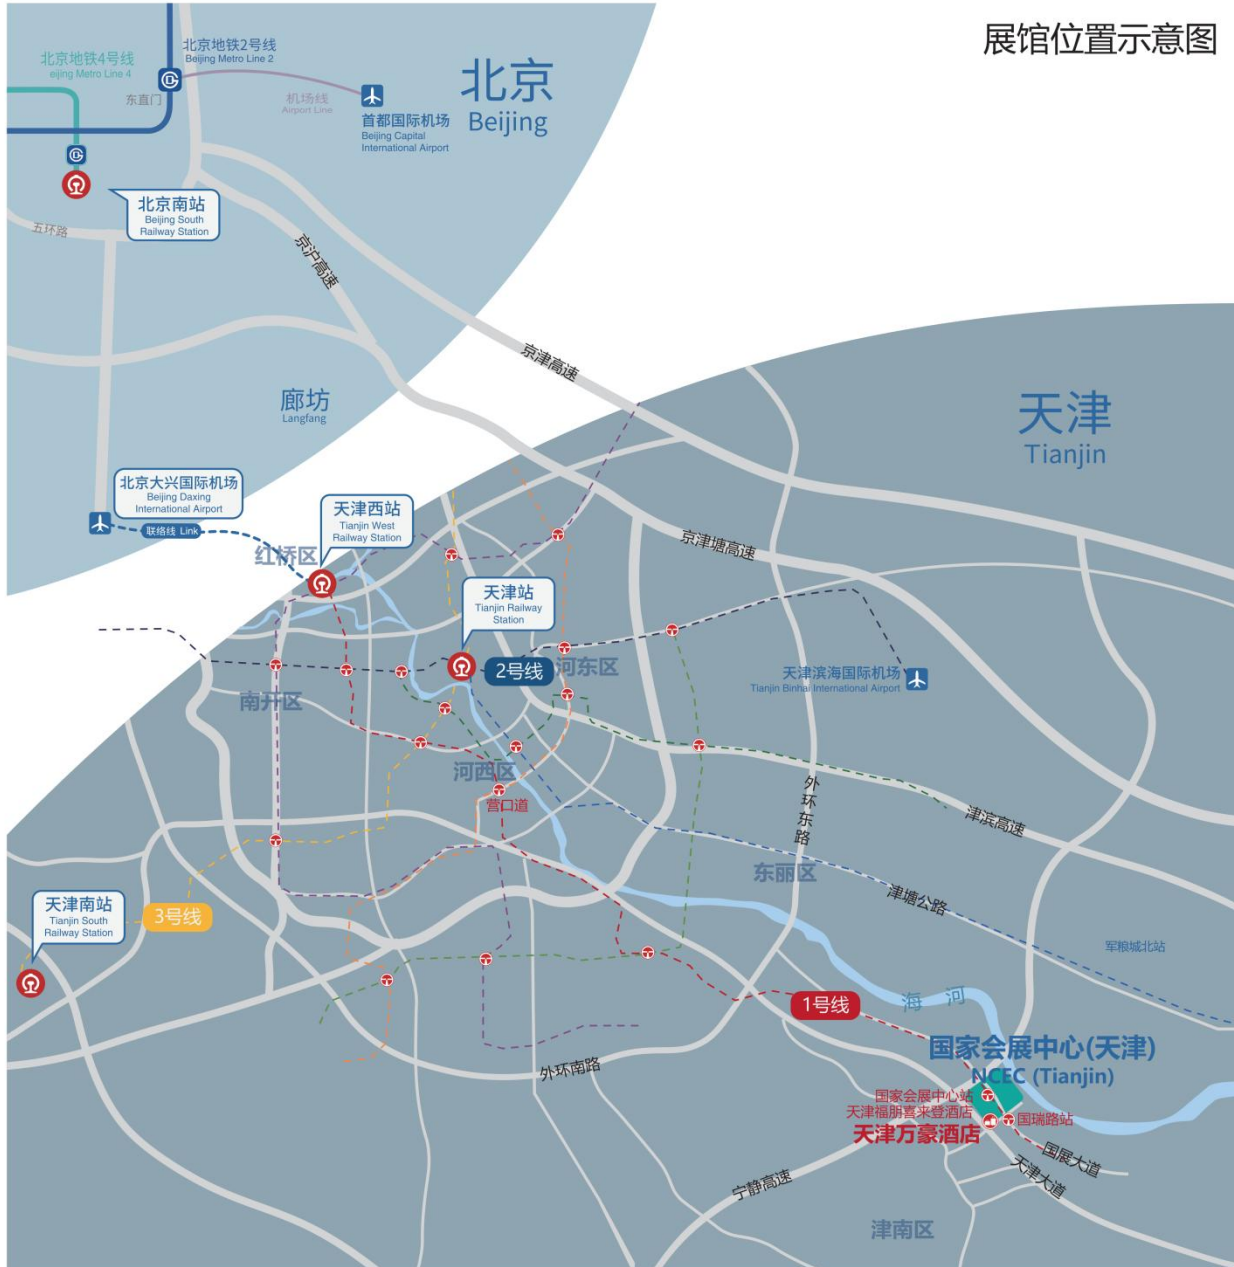 展馆位置示意图
北京地铁4号线
eijing Metro Line 4
北京地铁2号线
Beijing Metro Line 2
东直门
机场线
Airport Line
首都国际机场
Beijing Capital
International Airport
北京
Beijing
北京南站
Beijing South
Railway Station
五环路
京沪高速
京津高速
廊坊
Langfang
天津
Tianjin
北京大兴国际机场
Beijing Daxing
International Airport
联络线 Link
天津西站
Tianjin West
Railway Station
红桥区
京津塘高速
天津站
Tianjin Railway
Station
2号线
河东区
天津滨海国际机场
Tianjin Binhai International Airport
南开区
河西区
营口道
外环东路
津滨高速
东丽区
津塘公路
天津南站
Tianjin South
Railway Station
3号线
军粮城北站
1号线
海河
国家会展中心(天津)
NCEC (Tianjin)
外环南路
国家会展中心站
天津福朋喜来登酒店
天津万豪酒店
国瑞路站
国展大道
天津大道
宁静高速
津南区